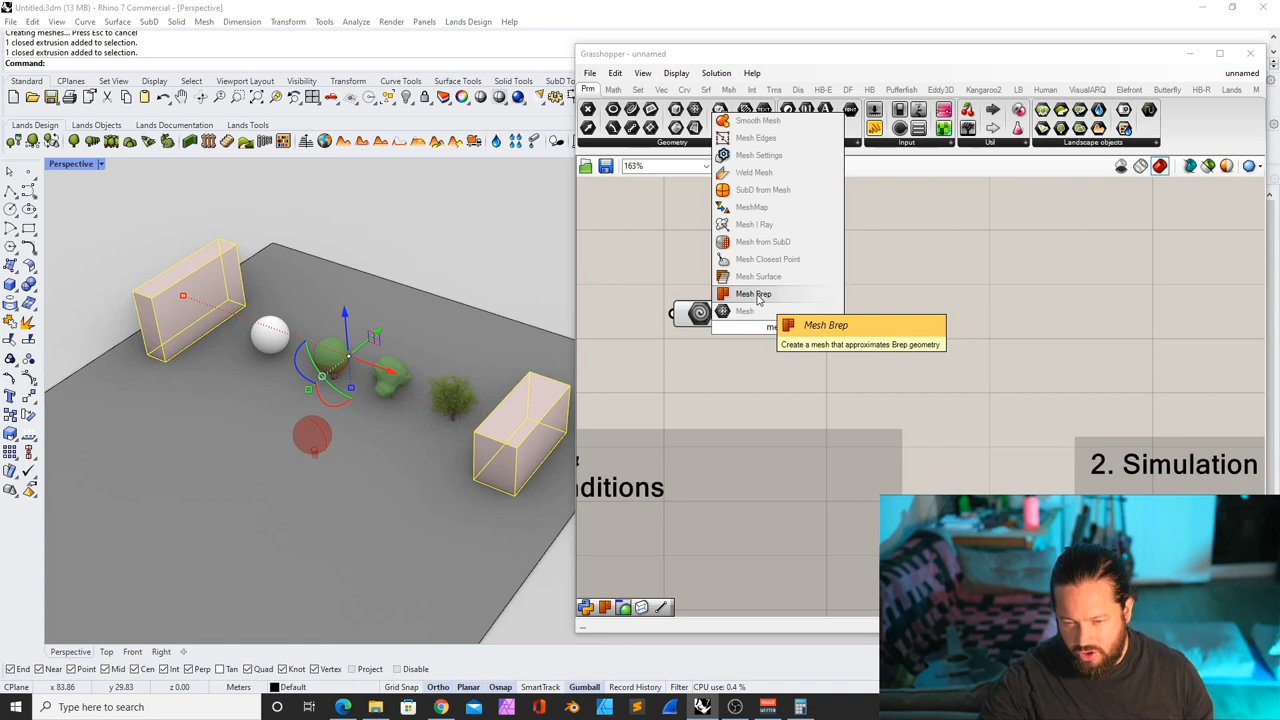 Untitled.3dm (13 MB) - Rhino 7 Commercial - [Perspective]
File Edit View Curve Surface SubD Solid Mesh Dimension Transform Tools Analyze Render Panels Lands Design Help
Creating meshes... Press Esc to cancel
1 closed extrusion added to selection.
1 closed extrusion added to selection.
Command:
Standard CPlanes Set View Display Select Viewport Layout Visibility Transform Curve Tools Surface Tools Solid Tools SubD To
Lands Design Lands Objects Lands Documentation Lands Tools
Perspective
Grasshopper - unnamed
File Edit View Display Solution Help
unnamed
Prm Math Set Vec Crv Srf Msh Int Trns Dis HB-E DF HB Pufferfish Eddy3D Kangaroo2 LB Human VisualARQ Elefront Butterfly HB-R Lands M
Geometry Input Util Landscape objects
163%
Smooth Mesh
Mesh Edges
Mesh Settings
Weld Mesh
SubD from Mesh
MeshMap
Mesh | Ray
Mesh from SubD
Mesh Closest Point
Mesh Surface
Mesh Brep
Mesh
me
Mesh Brep
Create a mesh that approximates Brep geometry
2. Simulation
nditions
Perspective Top Front Right
End Near Point Mid Cen Int Perp Tan Quad Knot Vertex Project Disable
CPlane x 83.86 y 29.83 z 0.00 Meters Default Grid Snap Ortho Planar Osnap SmartTrack Gumball Record History Filter CPU use: 0.4 %
Type here to search